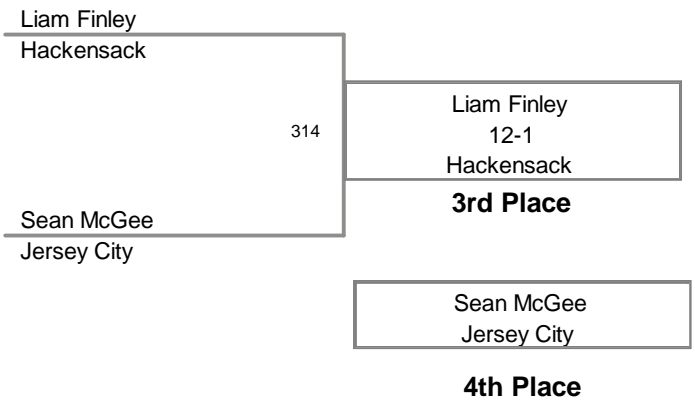 Liam Finley
Hackensack
314
Liam Finley
12-1
Hackensack
3rd Place
Sean McGee
Jersey City
Sean McGee
Jersey City
4th Place